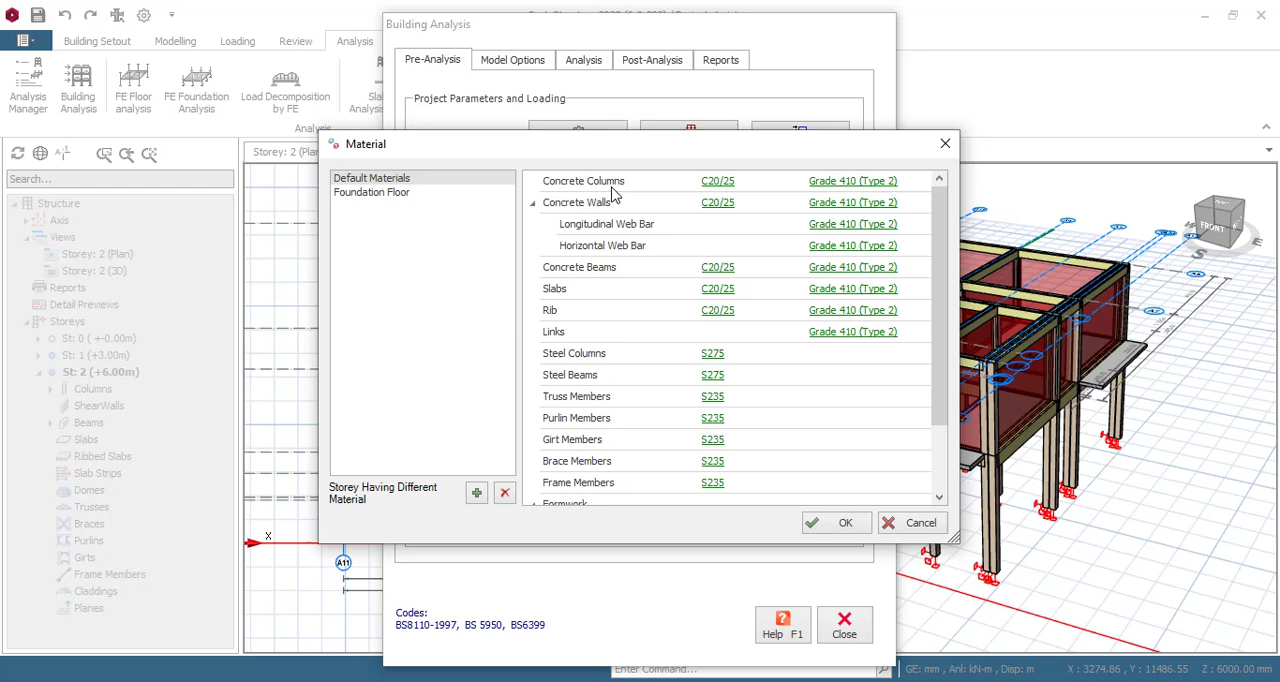 Building Analysis
Building Setout
Modelling
Loading
Review
Analysis
Analysis Manager
Building Analysis
FE Floor analysis
FE Foundation Analysis
Load Decomposition by FE
Pre-Analysis
Model Options
Analysis
Post-Analysis
Reports
Project Parameters and Loading
Storey: 2 (Plan
Search...
Structure
Axis
Views
Storey: 2 (Plan)
Storey: 2 (3D)
Reports
Detail Previews
Storeys
St: 0 ( +-0.00m)
St: 1 (+3.00m)
St: 2 (+6.00m)
Columns
ShearWalls
Beams
Slabs
Ribbed Slabs
Slab Strips
Domes
Trusses
Braces
Purlins
Girts
Frame Members
Claddings
Planes
Material
Default Materials
Foundation Floor
Storey Having Different
Material
Concrete Columns C20/25 Grade 410 (Type 2)
Concrete Walls C20/25 Grade 410 (Type 2)
Longitudinal Web Bar Grade 410 (Type 2)
Horizontal Web Bar Grade 410 (Type 2)
Concrete Beams C20/25 Grade 410 (Type 2)
Slabs C20/25 Grade 410 (Type 2)
Rib C20/25 Grade 410 (Type 2)
Links Grade 410 (Type 2)
Steel Columns S275
Steel Beams S275
Truss Members S235
Purlin Members S235
Girt Members S235
Brace Members S235
Frame Members S235
Formwork
OK
Cancel
FRONT
S
E
X
A11
Codes:
BS8110-1997, BS 5950, BS6399
Help F1
Close
Enter Command...
GE: mm , Anl: kN-m , Disp: m
X : 3274.86 , Y : 11486.55
Z : 6000.00 mm